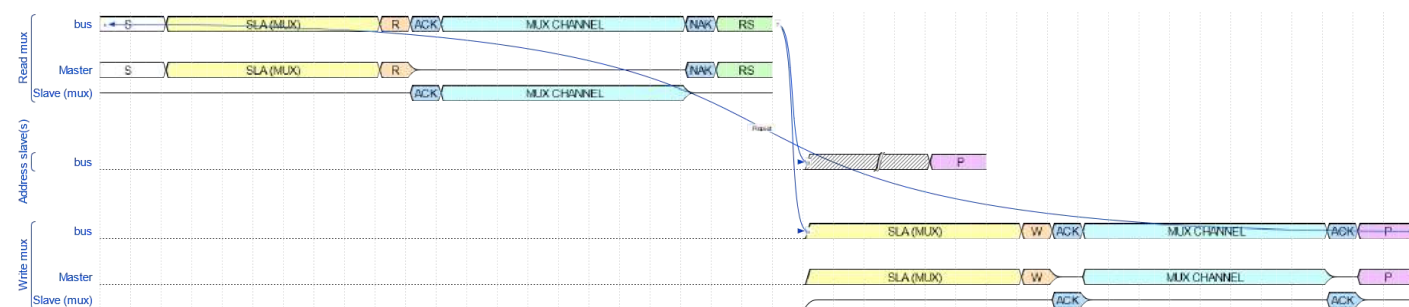 Read mux
bus S SLA (MUX) R ACK MUX CHANNEL NAK RS
Master S SLA (MUX) R NAK RS
Slave (mux) ACK MUX CHANNEL
Repeat
Address slave(s)
bus P
Write mux
bus SLA (MUX) W ACK MUX CHANNEL ACK P
Master SLA (MUX) W MUX CHANNEL P
Slave (mux) ACK ACK